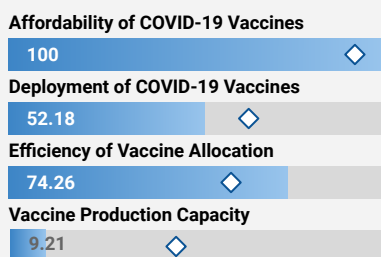 Affordability of COVID-19 Vaccines
100
Deployment of COVID-19 Vaccines
52.18
Efficiency of Vaccine Allocation
74.26
Vaccine Production Capacity
9.21